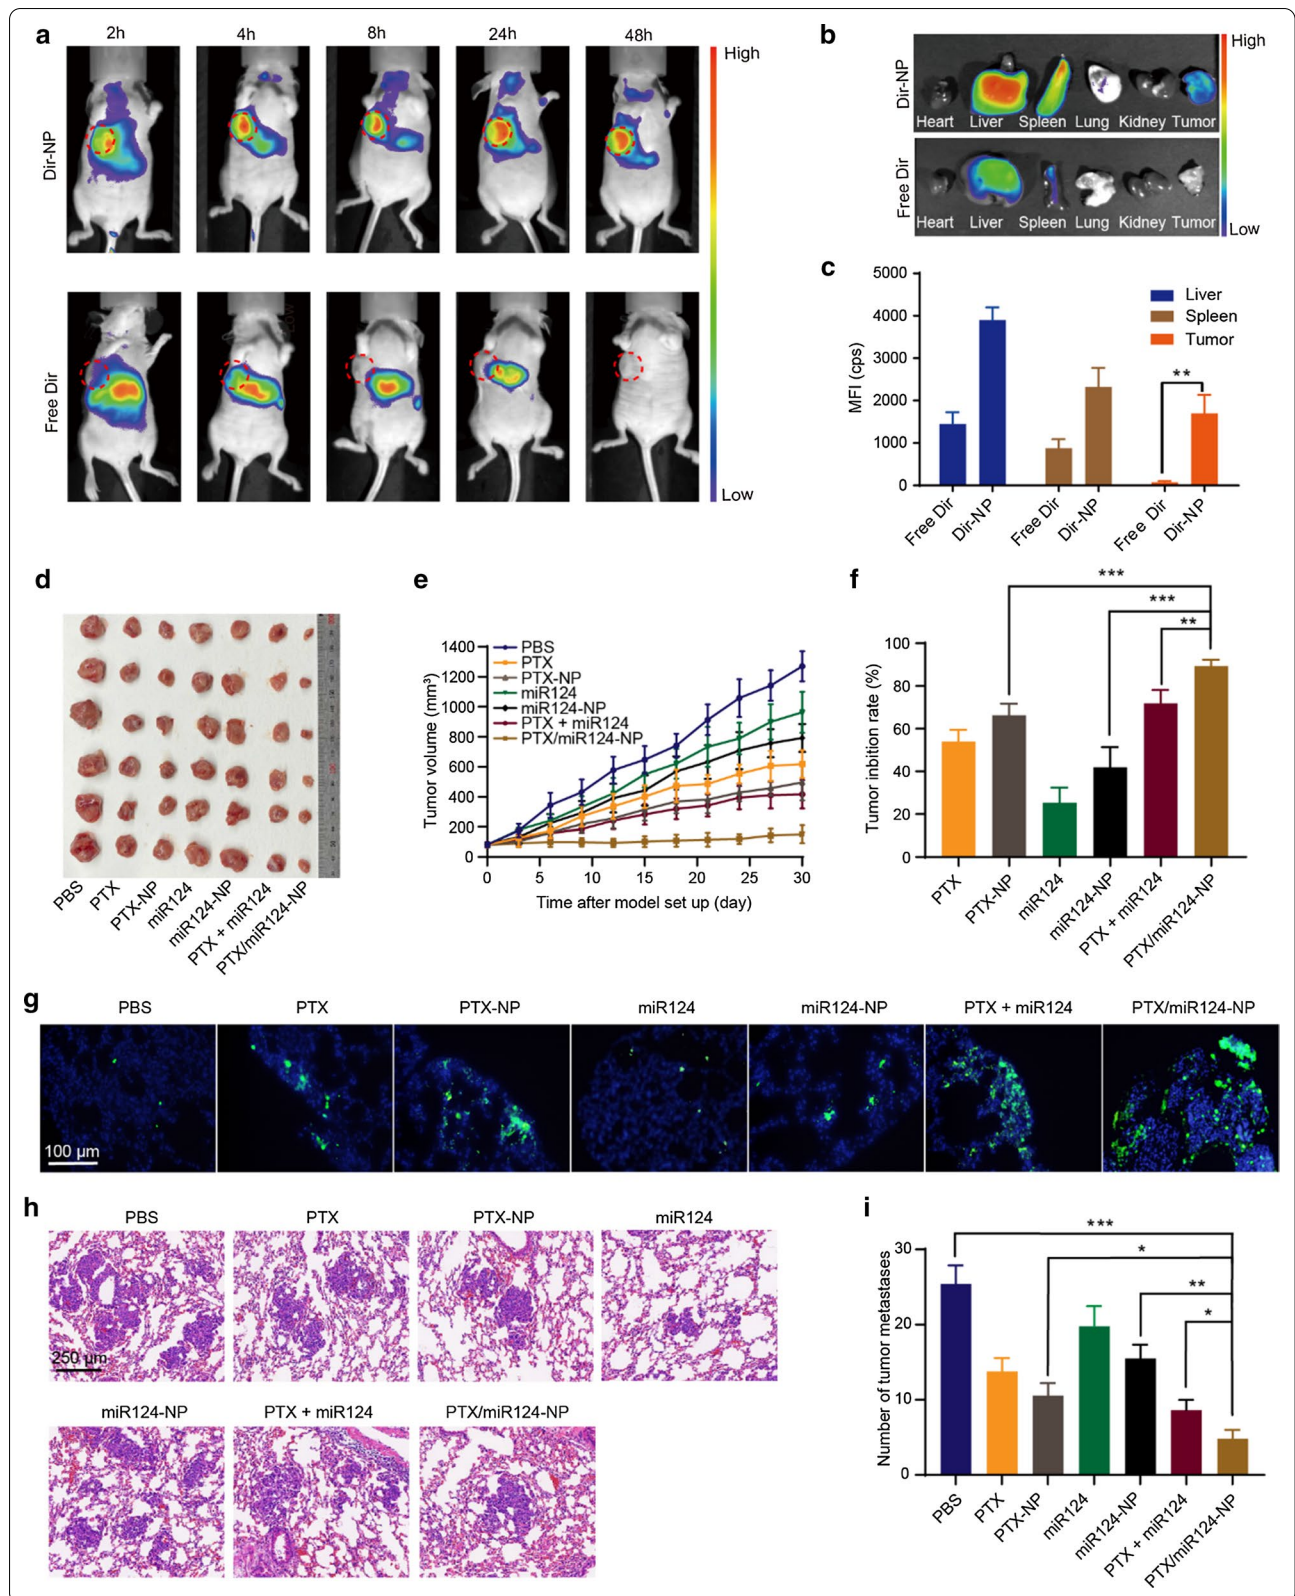 a
2h 4h 8h 24h 48h
Dir-NP
Free Dir
High
Low
b
Dir-NP
Heart Liver Spleen Lung Kidney Tumor
Free Dir
Heart Liver Spleen Lung Kidney Tumor
High
Low
c
MFI (cps)
5000
4000
3000
2000
1000
0
Liver
Spleen
Tumor
**
Free Dir Dir-NP Free Dir Dir-NP Free Dir Dir-NP
d
PBS PTX PTX-NP miR124 miR124-NP PTX + miR124 PTX/miR124-NP
e
Tumor volume (mm³)
1400
1200
1000
800
600
400
200
0
PBS
PTX
PTX-NP
miR124
miR124-NP
PTX + miR124
PTX/miR124-NP
0 5 10 15 20 25 30
Time after model set up (day)
f
***
***
**
Tumor inbition rate (%)
100
80
60
40
20
0
PTX PTX-NP miR124 miR124-NP PTX + miR124 PTX/miR124-NP
g
PBS PTX PTX-NP miR124 miR124-NP PTX + miR124 PTX/miR124-NP
100 µm
h
PBS PTX PTX-NP miR124
250 µm
miR124-NP PTX + miR124 PTX/miR124-NP
i
***
*
**
*
Number of tumor metastases
30
20
10
0
PBS PTX PTX-NP miR124 miR124-NP PTX + miR124 PTX/miR124-NP